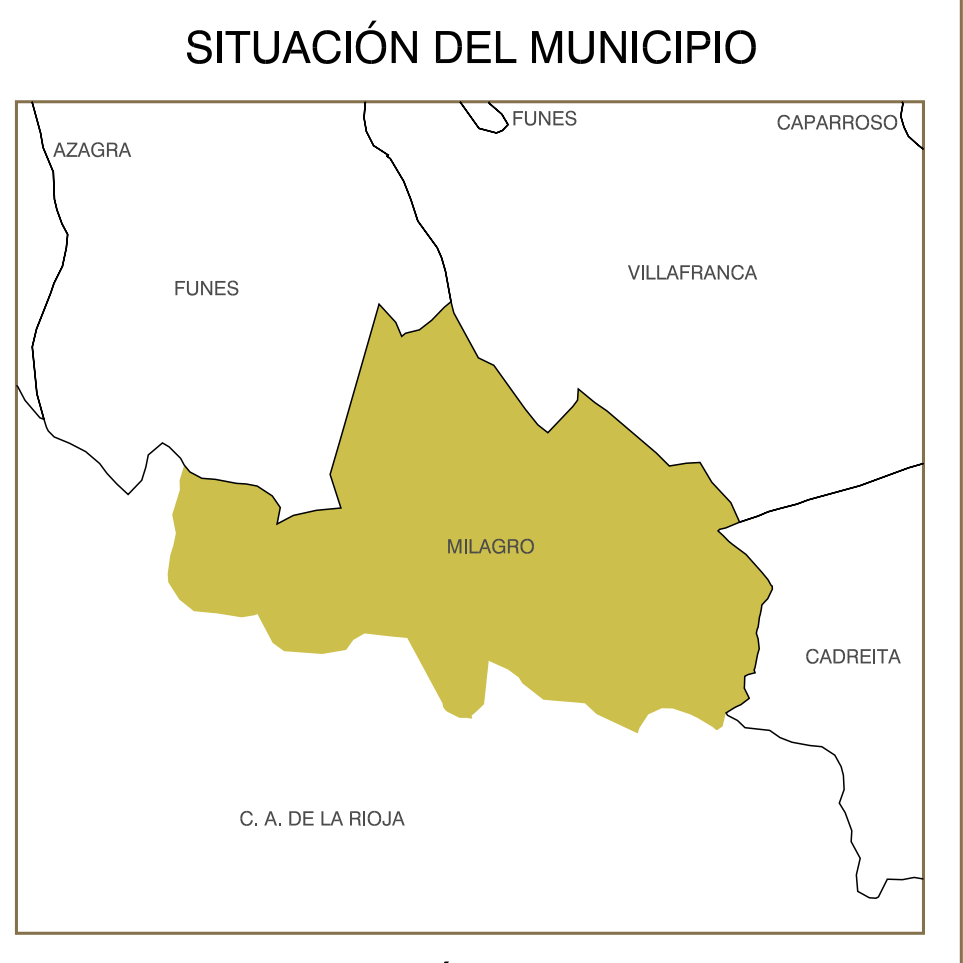 SITUACIÓN DEL MUNICIPIO
FUNES
CAPARROSO
AZAGRA
VILLAFRANCA
FUNES
MILAGRO
CADREITA
C. A. DE LA RIOJA